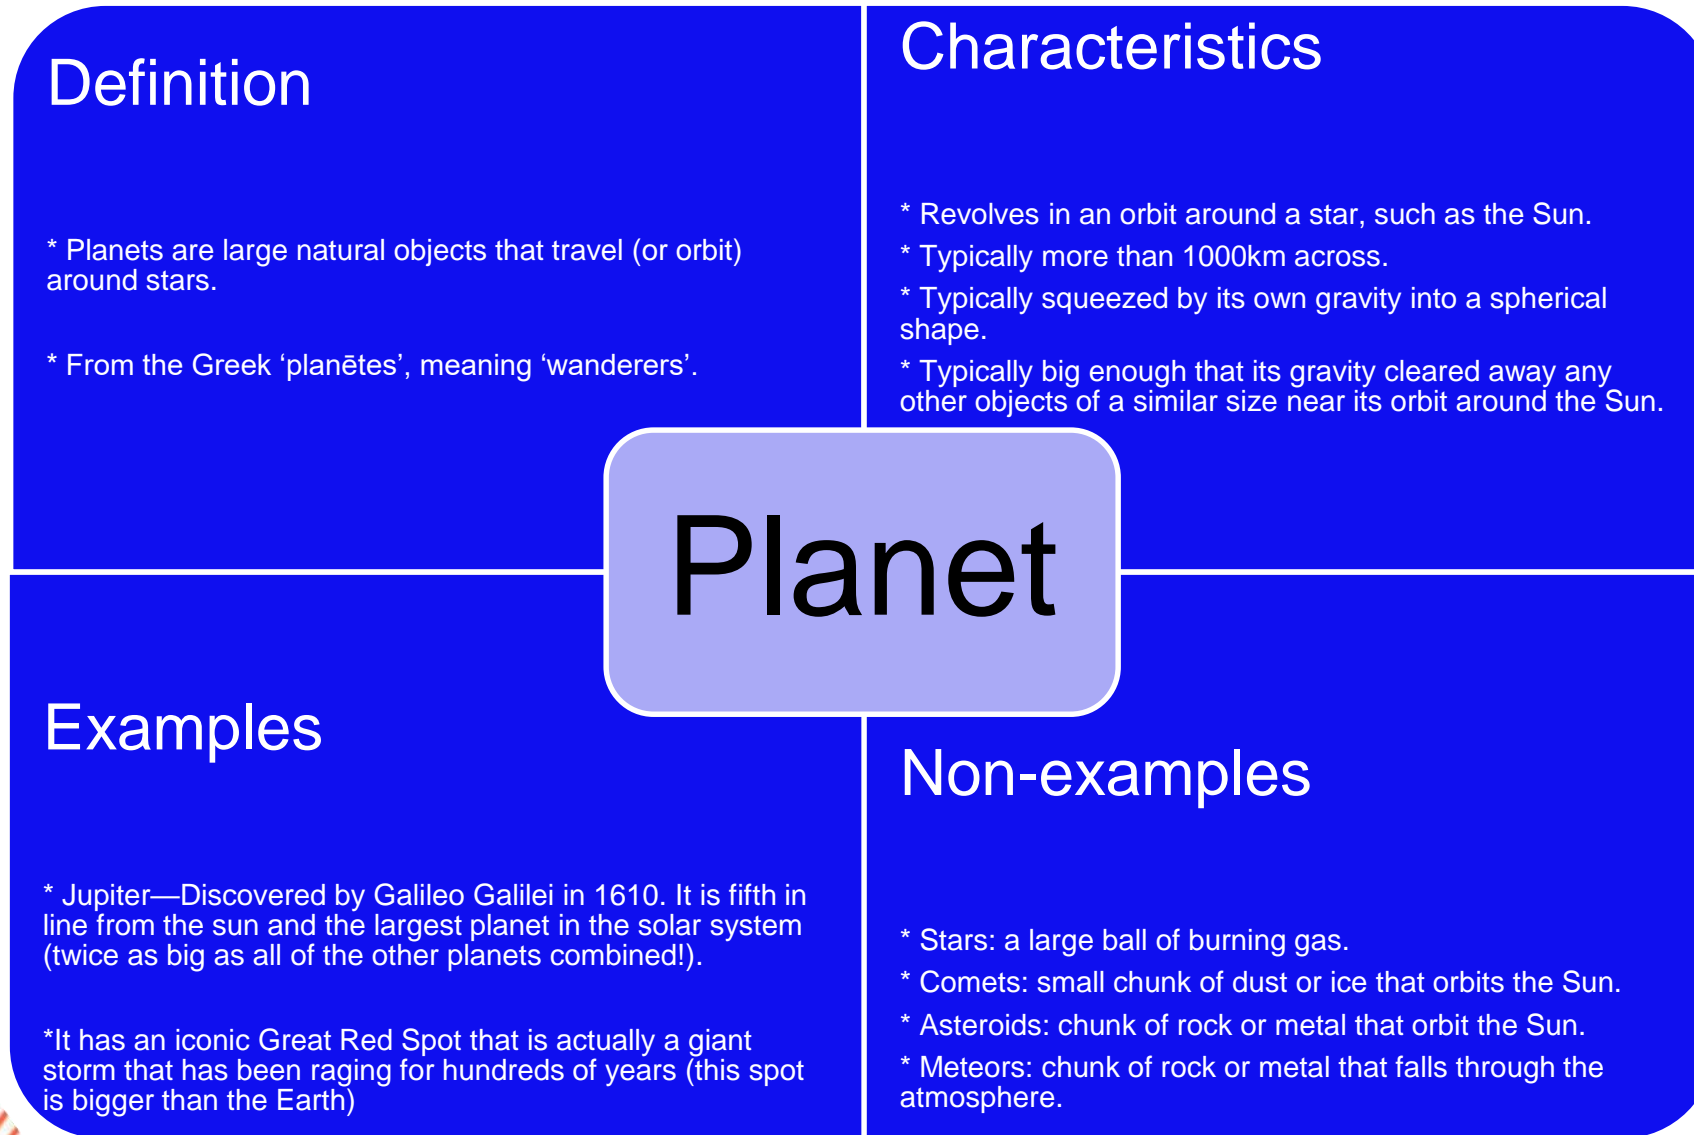 Definition
* Planets are large natural objects that travel (or orbit)
around stars.
* From the Greek ‘planētes’, meaning ‘wanderers’.
Characteristics
* Revolves in an orbit around a star, such as the Sun.
* Typically more than 1000km across.
* Typically squeezed by its own gravity into a spherical
shape.
* Typically big enough that its gravity cleared away any
other objects of a similar size near its orbit around the Sun.
Planet
Examples
* Jupiter—Discovered by Galileo Galilei in 1610. It is fifth in
line from the sun and the largest planet in the solar system
(twice as big as all of the other planets combined!).
*It has an iconic Great Red Spot that is actually a giant
storm that has been raging for hundreds of years (this spot
is bigger than the Earth)
Non-examples
* Stars: a large ball of burning gas.
* Comets: small chunk of dust or ice that orbits the Sun.
* Asteroids: chunk of rock or metal that orbit the Sun.
* Meteors: chunk of rock or metal that falls through the
atmosphere.